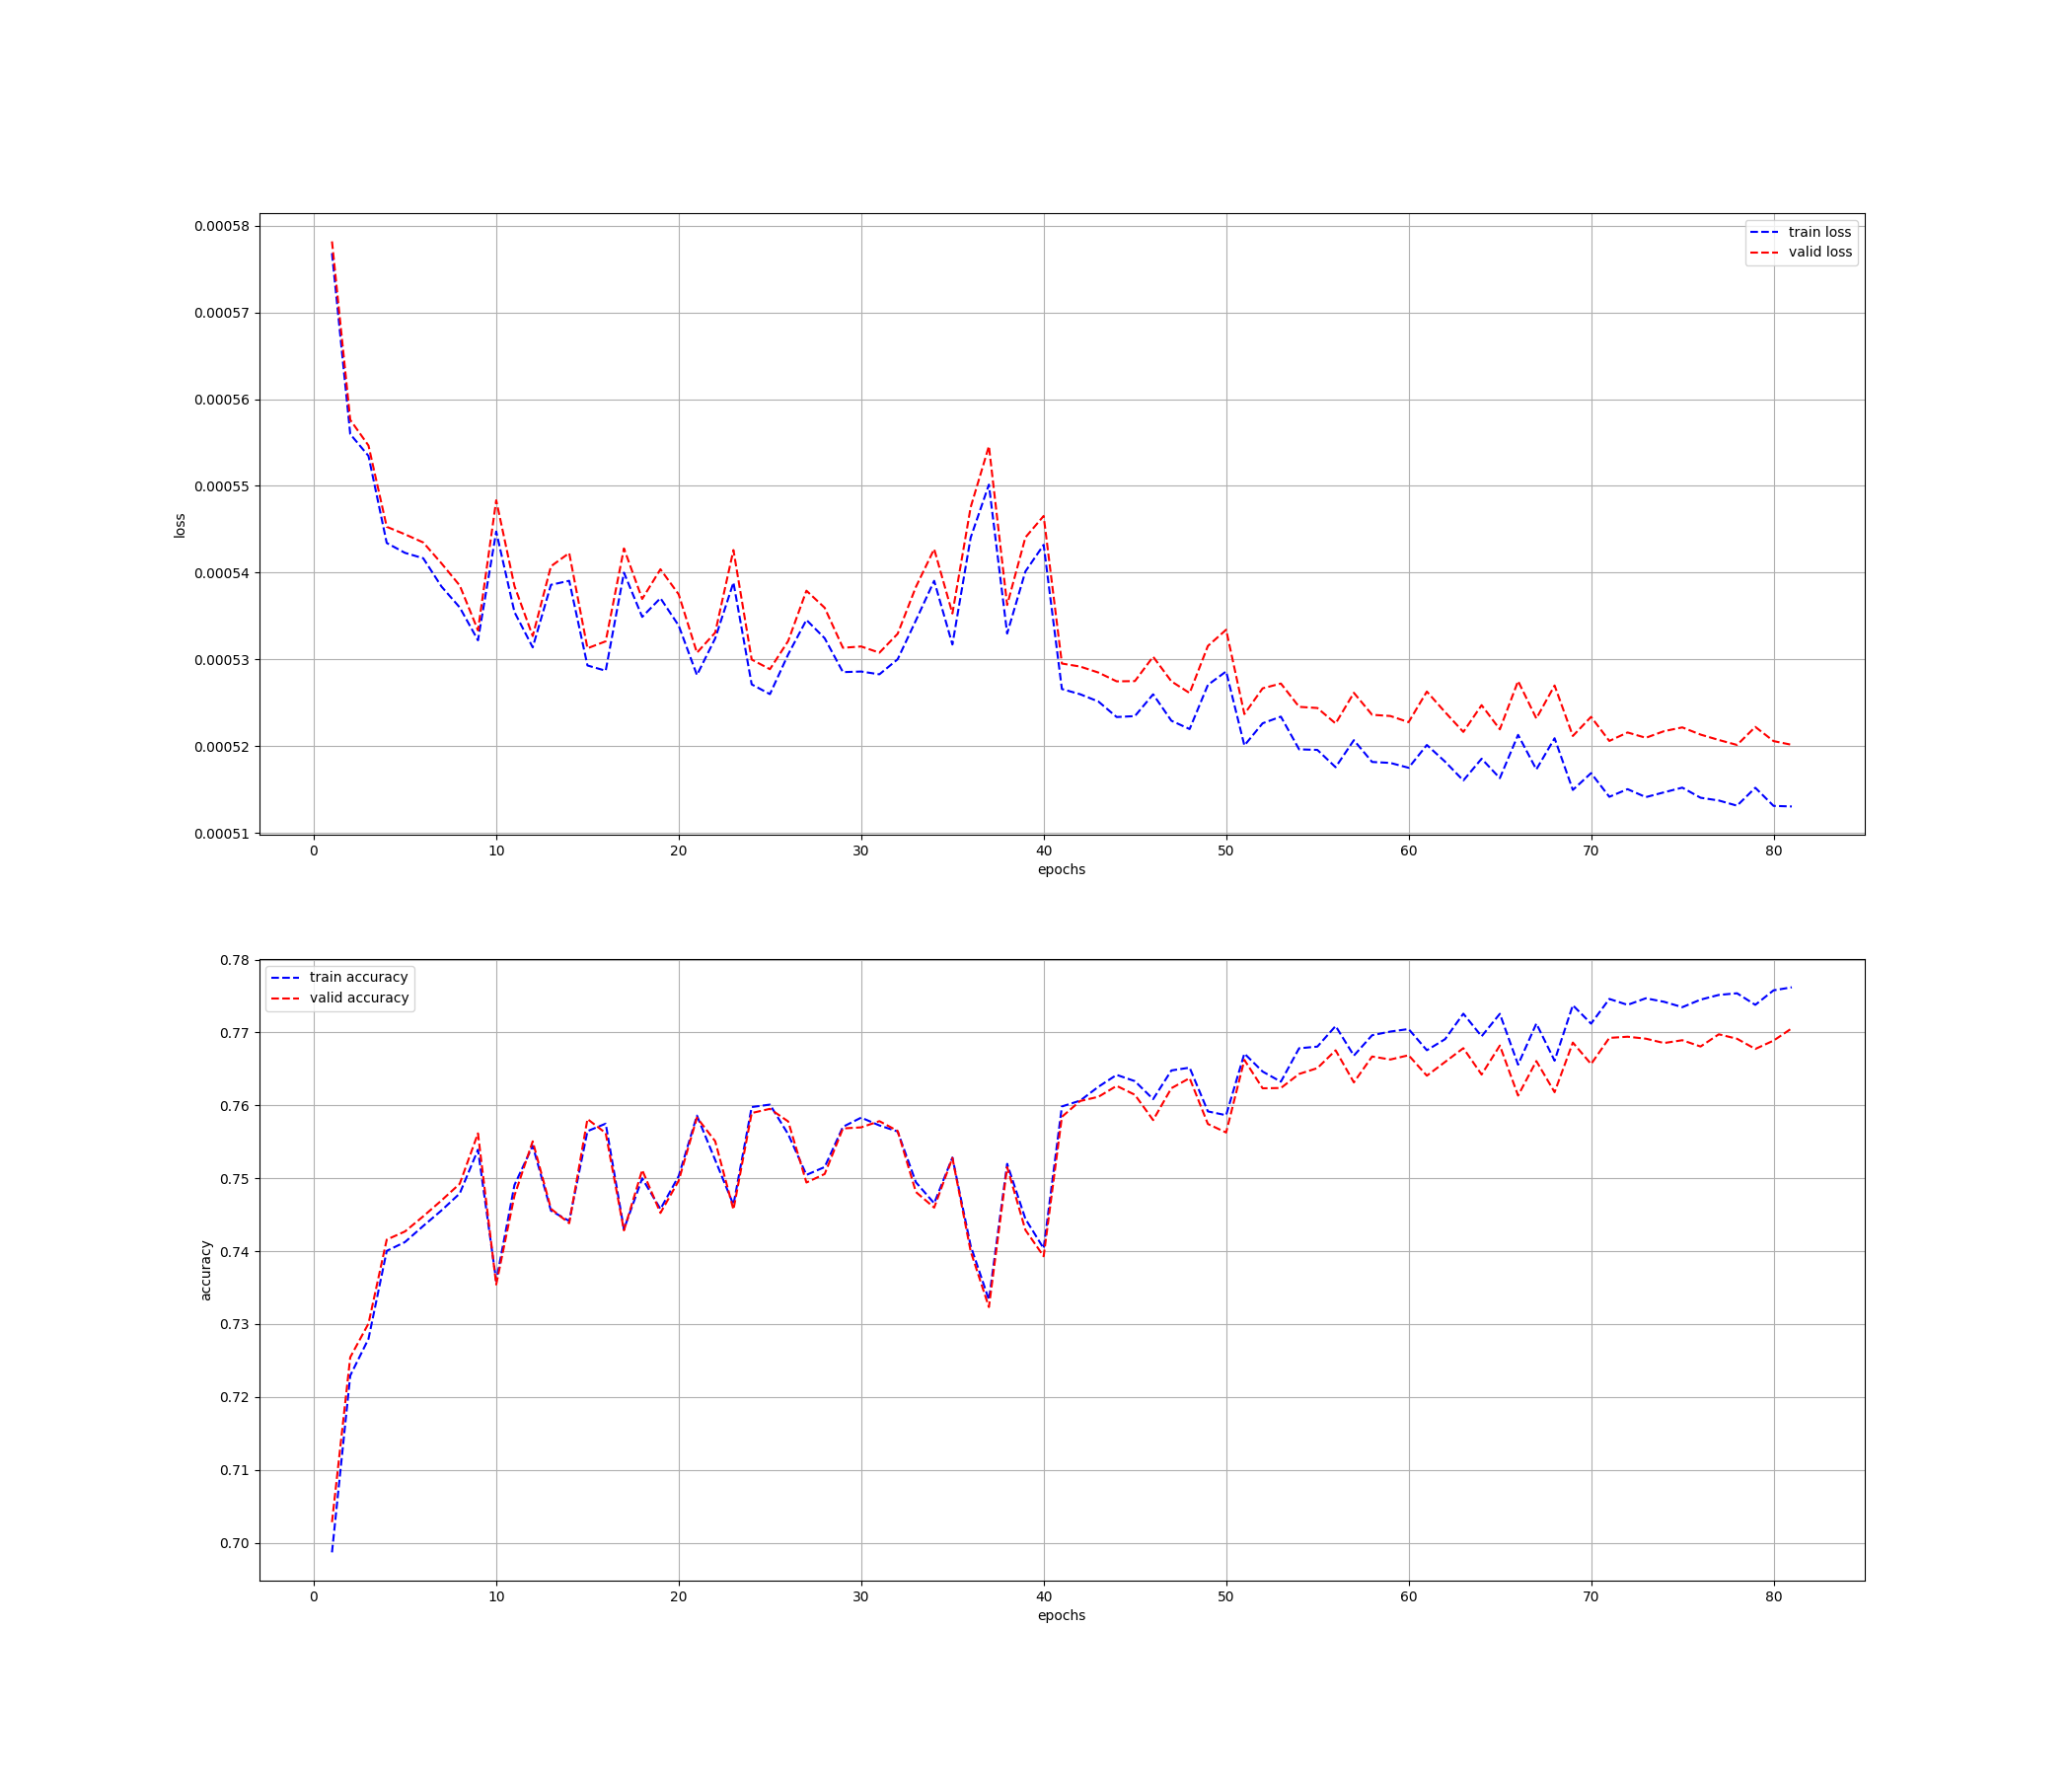 0.00058
0.00057
0.00056
0.00055
0.00054
0.00053
0.00052
0.00051
loss
train loss
valid loss
0 10 20 30 40 50 60 70 80
epochs
0.78
0.77
0.76
0.75
0.74
0.73
0.72
0.71
0.70
accuracy
train accuracy
valid accuracy
0 10 20 30 40 50 60 70 80
epochs